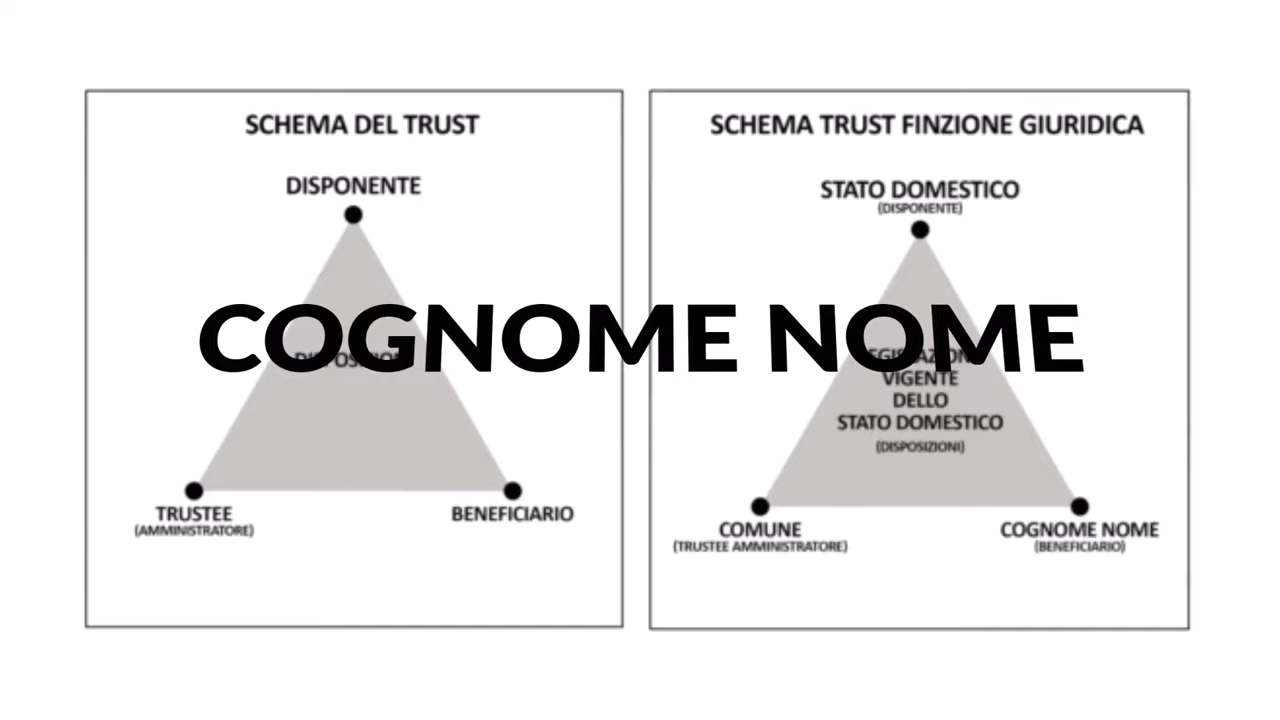 SCHEMA DEL TRUST
DISPONENTE
TRUSTEE
(AMMINISTRATORE)
BENEFICIARIO
SCHEMA TRUST FINZIONE GIURIDICA
STATO DOMESTICO
(DISPONENTE)
COGNOME NOME
VIGENTE
DELLO
STATO DOMESTICO
(DISPOSIZIONI)
COMUNE
(TRUSTEE AMMINISTRATORE)
COGNOME NOME
(BENEFICIARIO)